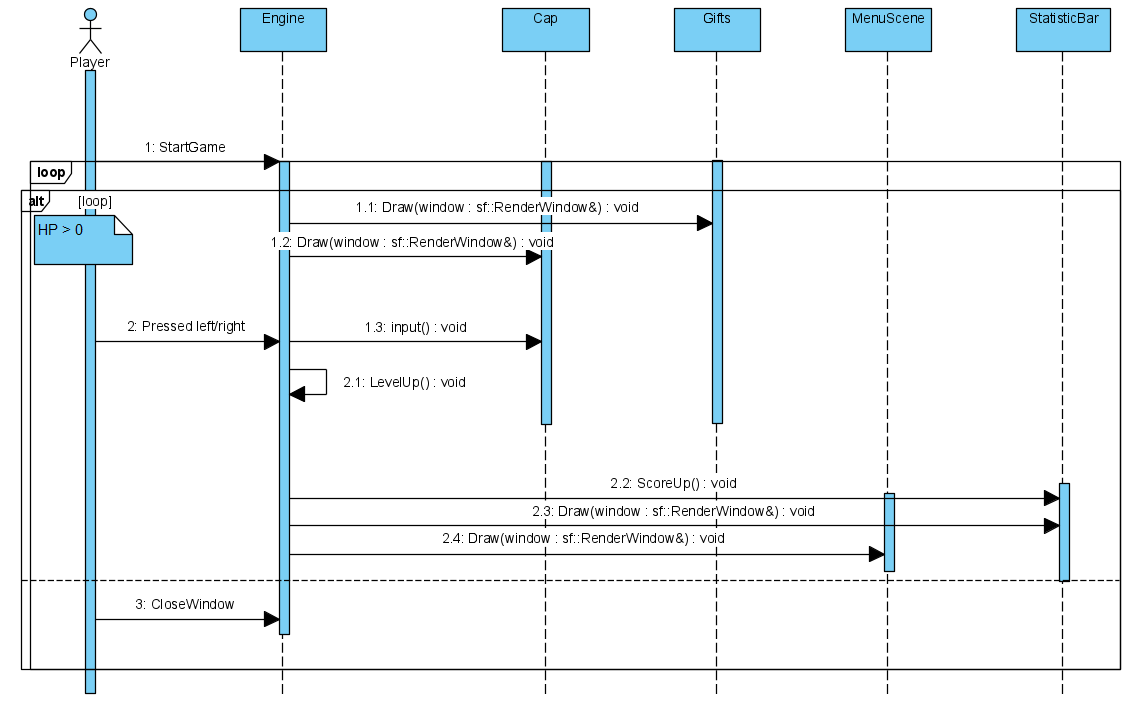 Engine
Cap
Gifts
MenuScene
StatisticBar
Player
1: StartGame
loop
alt
[loop]
1.1: Draw(window : sf::RenderWindow&) : void
HP > 0
1.2: Draw(window : sf::RenderWindow&) : void
2: Pressed left/right
1.3: input() : void
2.1: LevelUp() : void
2.2: ScoreUp() : void
2.3: Draw(window : sf::RenderWindow&) : void
2.4: Draw(window : sf::RenderWindow&) : void
3: CloseWindow